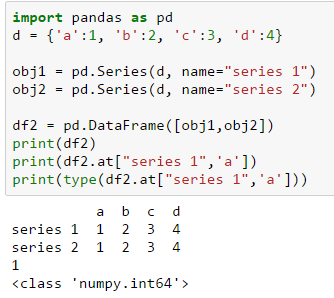 import pandas as pd
d = {'a':1, 'b':2, 'c':3, 'd':4}

obj1 = pd.Series(d, name="series 1")
obj2 = pd.Series(d, name="series 2")

df2 = pd.DataFrame([obj1,obj2])
print(df2)
print(df2.at["series 1",'a'])
print(type(df2.at["series 1",'a']))

          a  b  c  d
series 1  1  2  3  4
series 2  1  2  3  4
1
<class 'numpy.int64'>